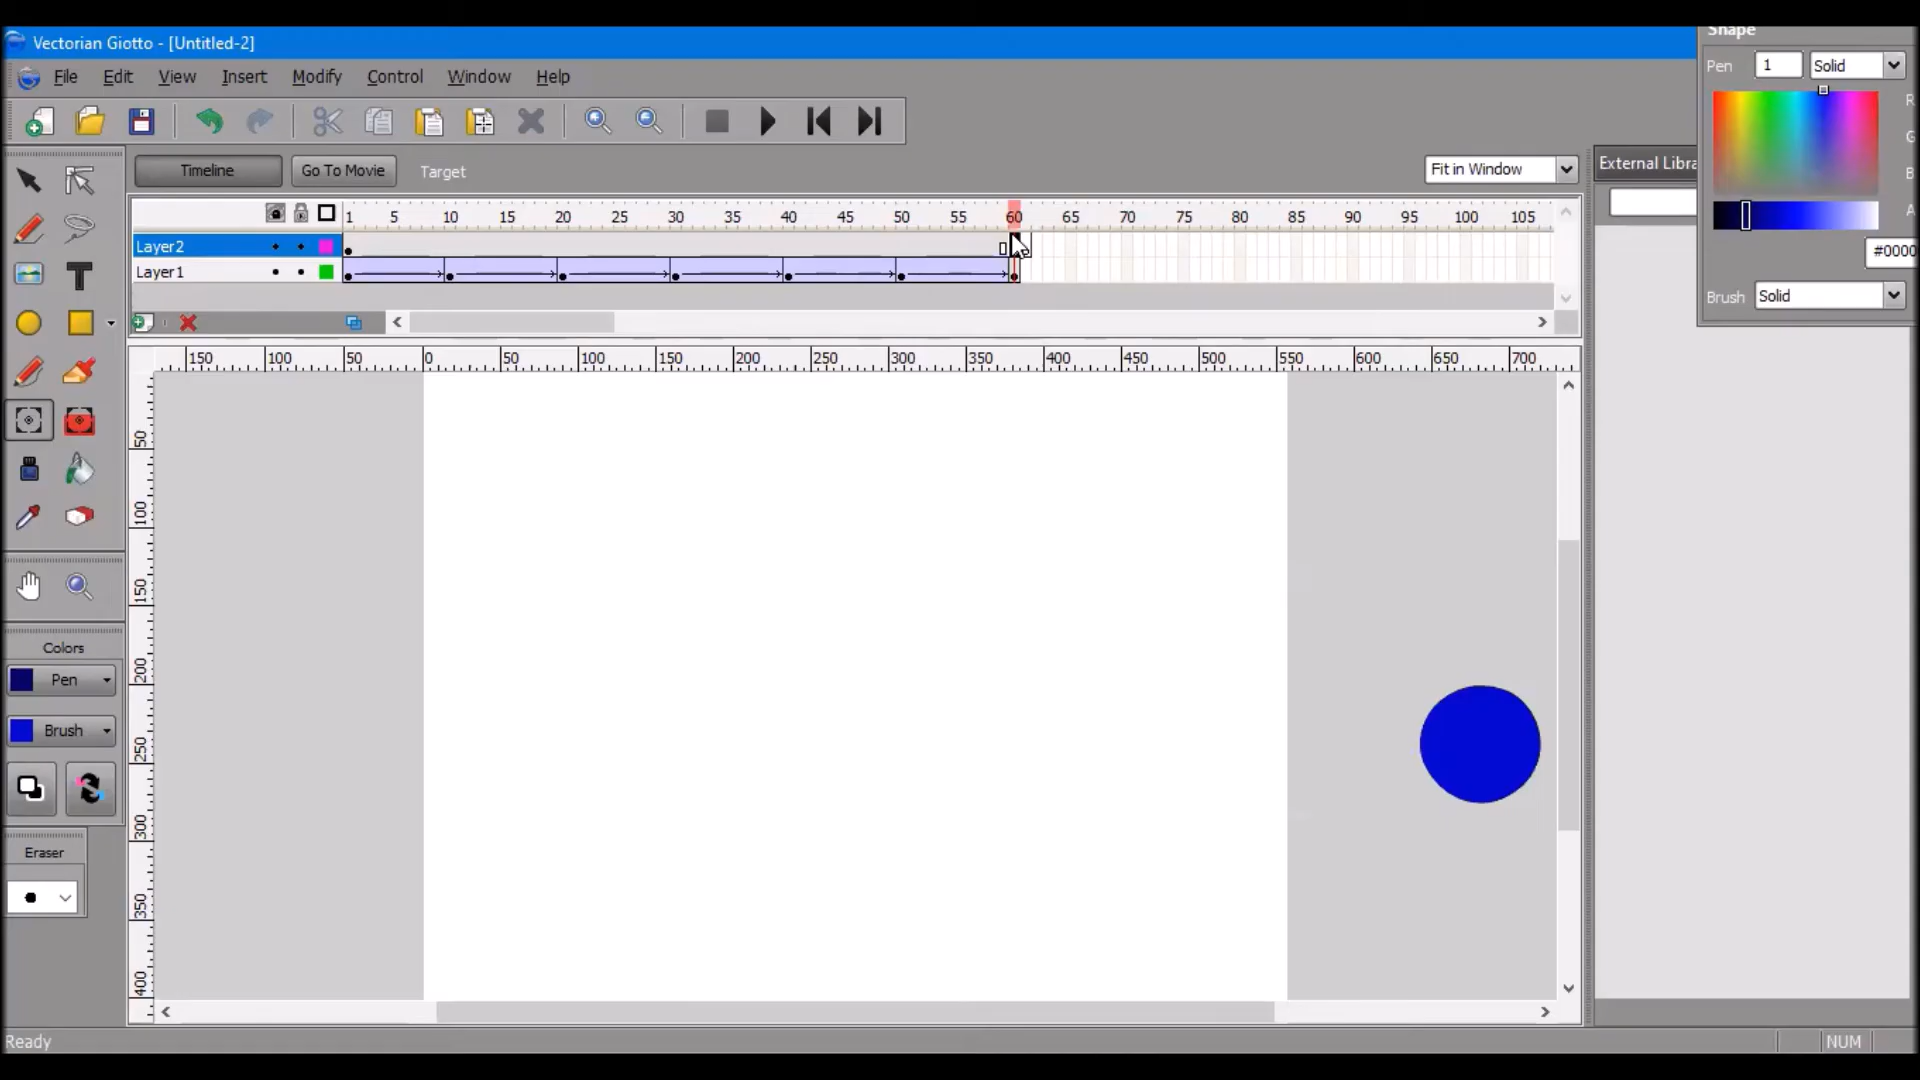 Vectorian Giotto - [Untitled-2]
File Edit View Insert Modify Control Window Help
Timeline Go To Movie Target Fit in Window
1 5 10 15 20 25 30 35 40 45 50 55 60 65 70 75 80 85 90 95 100 105
Layer2
Layer1
150 100 50 0 50 100 150 200 250 300 350 400 450 500 550 600 650 700
50
100
150
200
250
300
350
400
Colors
Pen
Brush
Eraser
Shape
Pen 1 Solid
R
G
B
A
#0000
Brush Solid
External Libra
Ready
NUM